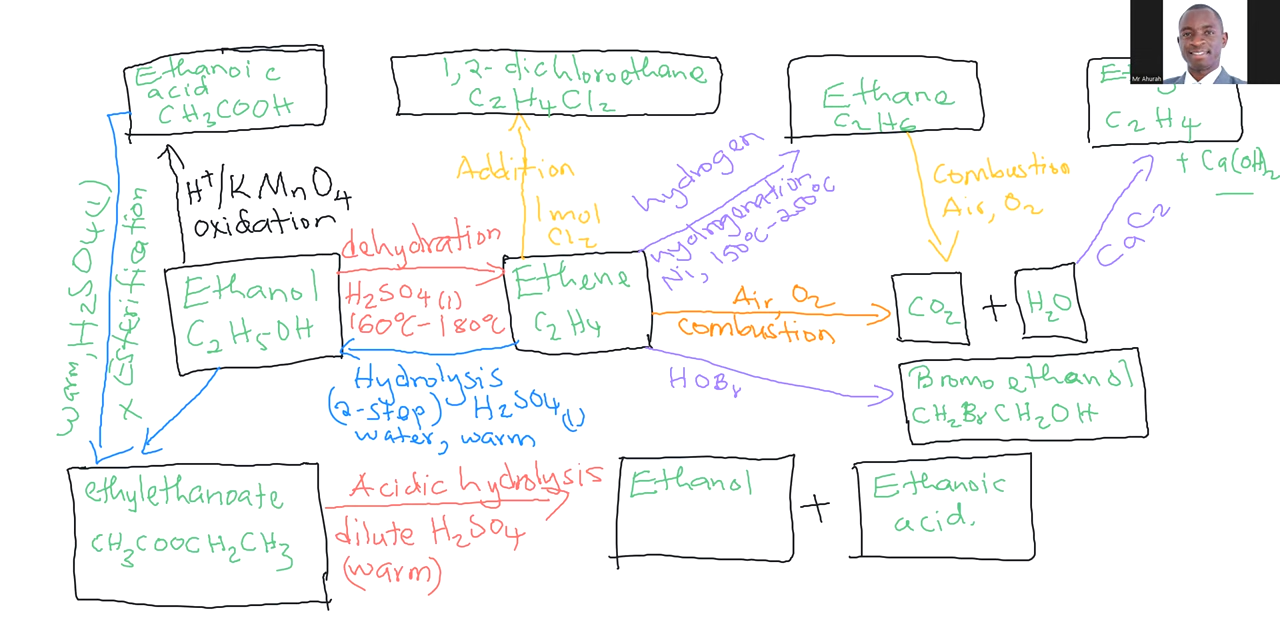 Ethanoic
acid
CH3COOH
1,2-dichloroethane
C2H4Cl2
Ethane
C2H6
Mr Ahurah
C2H4
+ Ca(OH)2
H+/KMnO4
oxidation
Addition
1mol
Cl2
hydrogen
hydrogenation
Ni, 150°C-250°C
Combustion
Air, O2
CaC2
warm, H2SO4(l)
Esterification
Ethanol
C2H5OH
dehydration
H2SO4(l)
160°C-180°C
Ethene
C2H4
Air, O2
combustion
CO2 + H2O
Hydrolysis
(2-step) H2SO4(l)
water, warm
HOBr
Bromo ethanol
CH2BrCH2OH
ethylethanoate
CH3COOCH2CH3
Acidic hydrolysis
dilute H2SO4
(warm)
Ethanol + Ethanoic
acid.